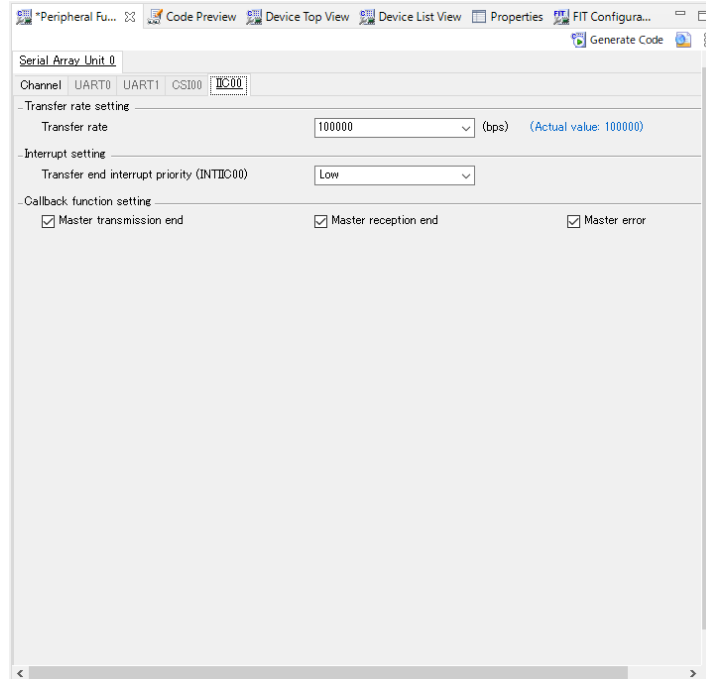 *Peripheral Fu... Code Preview Device Top View Device List View Properties FIT Configura...
Generate Code
Serial Array Unit 0
Channel UART0 UART1 CSI00 IIC00
Transfer rate setting
Transfer rate 100000 (bps) (Actual value: 100000)
Interrupt setting
Transfer end interrupt priority (INTIIC00) Low
Callback function setting
Master transmission end Master reception end Master error